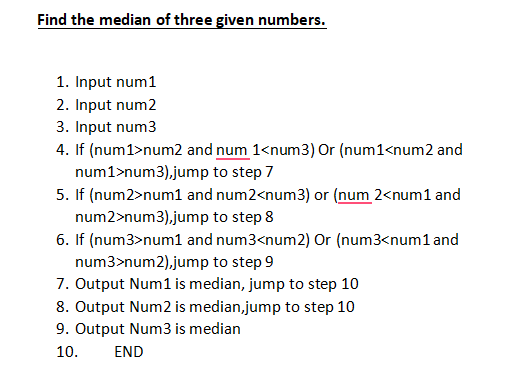 Find the median of three given numbers.
1. Input num1
2. Input num2
3. Input num3
4. If (num1>num2 and num 1<num3) Or (num1<num2 and
num1>num3),jump to step 7
5. If (num2>num1 and num2<num3) or (num 2<num1 and
num2>num3),jump to step 8
6. If (num3>num1 and num3<num2) Or (num3<num1 and
num3>num2),jump to step 9
7. Output Num1 is median, jump to step 10
8. Output Num2 is median,jump to step 10
9. Output Num3 is median
10. END